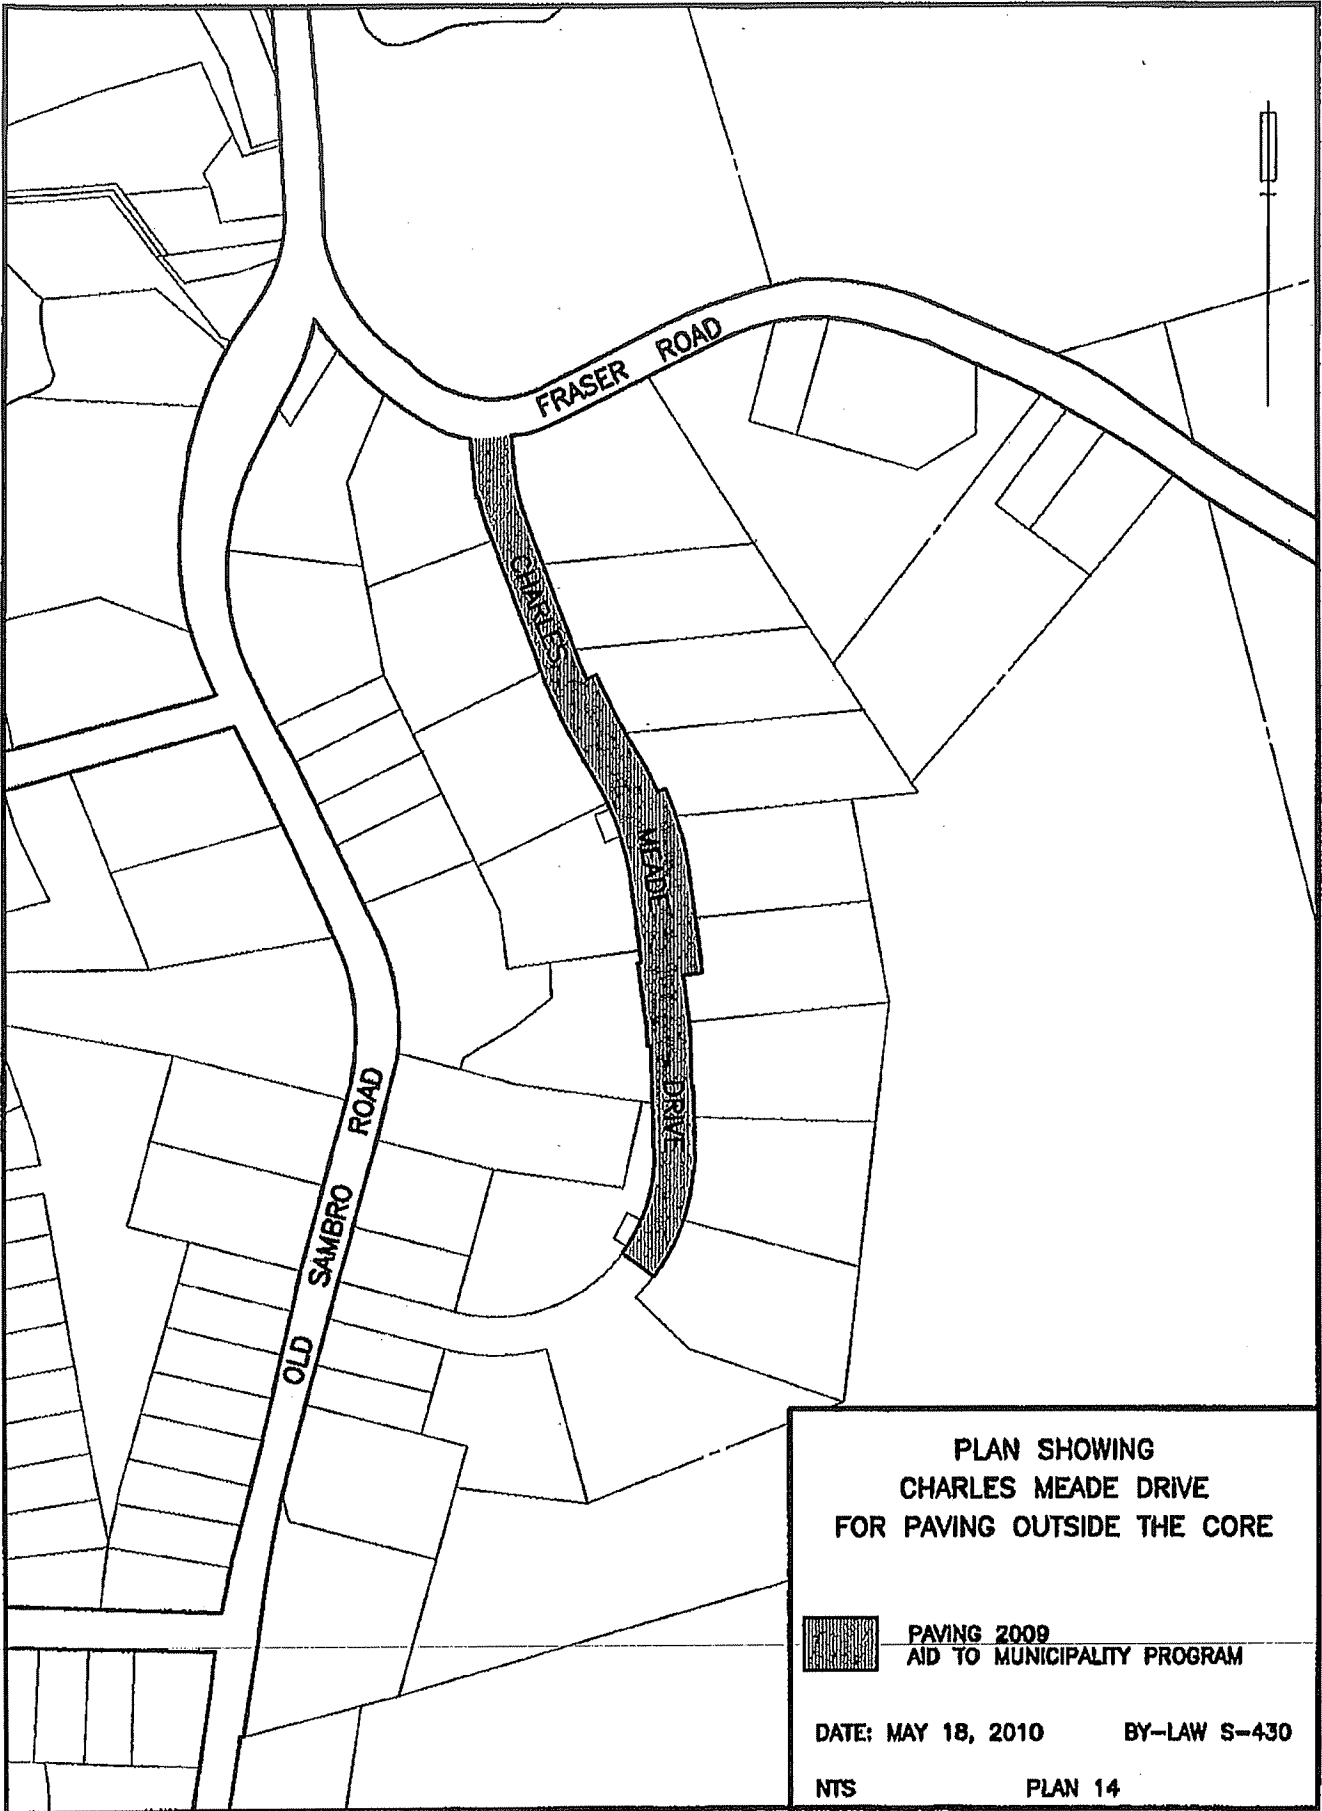 FRASER ROAD
CHARLES MEADE DRIVE
OLD SAMBRO ROAD
PLAN SHOWING
CHARLES MEADE DRIVE
FOR PAVING OUTSIDE THE CORE
PAVING 2009
AID TO MUNICIPALITY PROGRAM
DATE: MAY 18, 2010 BY-LAW S-430
NTS PLAN 14